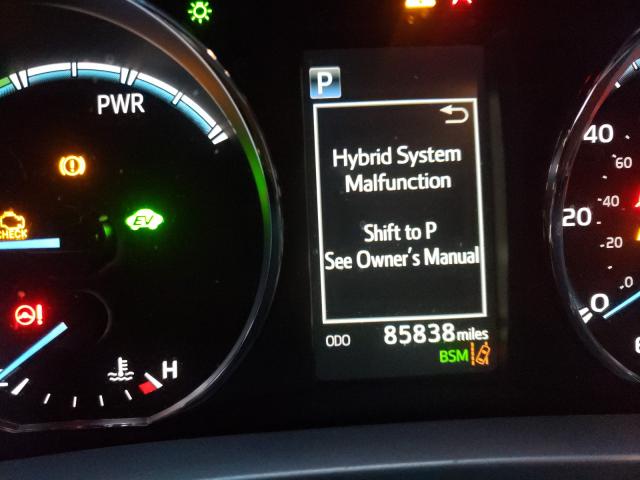 P
PWR
Hybrid System
Malfunction
Shift to P
See Owner's Manual
EV
CHECK
H
ODO 85838 miles
BSM
40
60
20
40
20
0
0